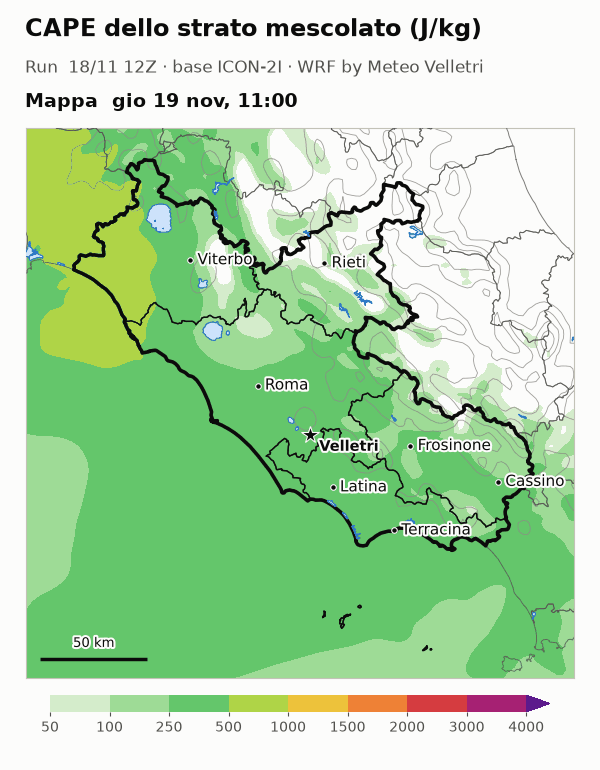 CAPE dello strato mescolato (J/kg)
Run  18/11 12Z · base ICON-2I · WRF by Meteo Velletri
Mappa  gio 19 nov, 11:00
Viterbo
Rieti
Roma
Velletri
Frosinone
Latina
Cassino
Terracina
50 km
50 100 250 500 1000 1500 2000 3000 4000